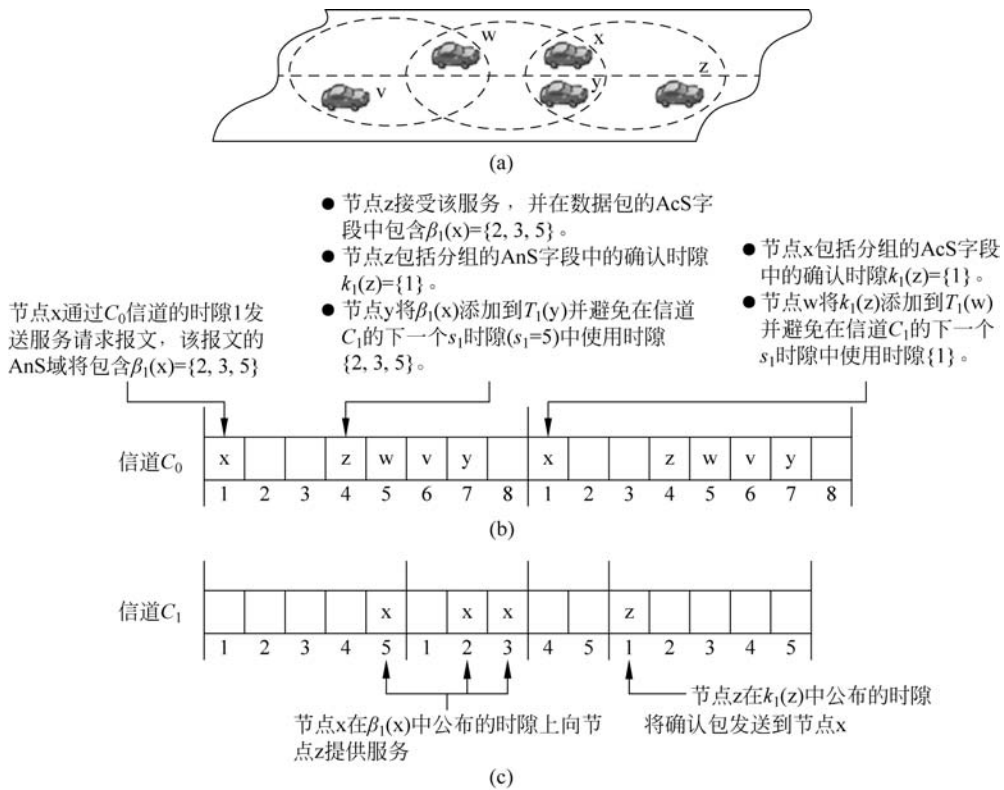 w
x
y
z
v
(a)
● 节点z接受该服务，并在数据包的AcS字
段中包含β₁(x)={2, 3, 5}。
● 节点z包括分组的AnS字段中的确认时隙
k₁(z)={1}。
● 节点y将β₁(x)添加到T₁(y)并避免在信道
C₁的下一个s₁时隙(s₁=5)中使用时隙
{2, 3, 5}。
● 节点x包括分组的AcS字段
中的确认时隙k₁(z)={1}。
● 节点w将k₁(z)添加到T₁(w)
并避免在信道C₁的下一个
s₁时隙中使用时隙{1}。
节点x通过C₀信道的时隙1发
送服务请求报文，该报文的
AnS域将包含β₁(x)={2, 3, 5}
信道C₀ x z w v y x z w v y
1 2 3 4 5 6 7 8 1 2 3 4 5 6 7 8
(b)
信道C₁ x x x z
1 2 3 4 5 1 2 3 4 5 1 2 3 4 5
节点x在β₁(x)中公布的时隙上向节
点z提供服务
节点z在k₁(z)中公布的时隙
将确认包发送到节点x
(c)